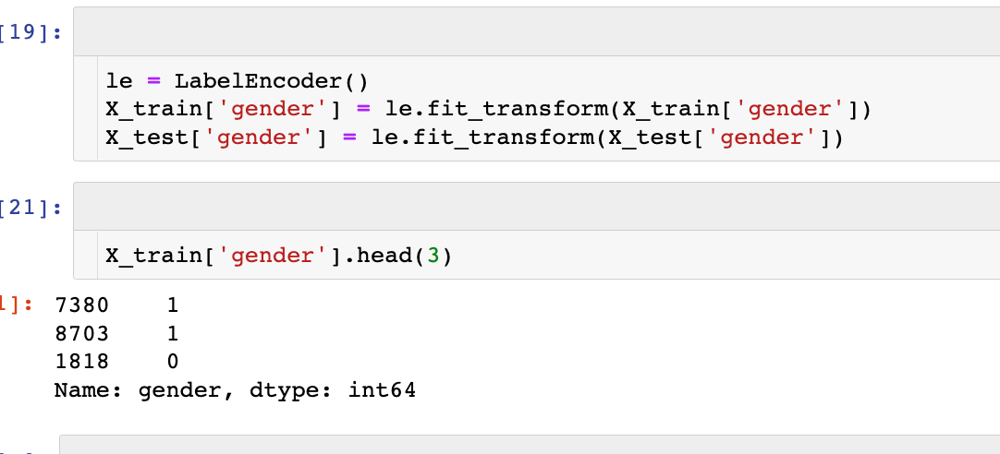 [19]:
le = LabelEncoder()
X_train['gender'] = le.fit_transform(X_train['gender'])
X_test['gender'] = le.fit_transform(X_test['gender'])
[21]:
X_train['gender'].head(3)
1]: 7380 1
8703 1
1818 0
Name: gender, dtype: int64